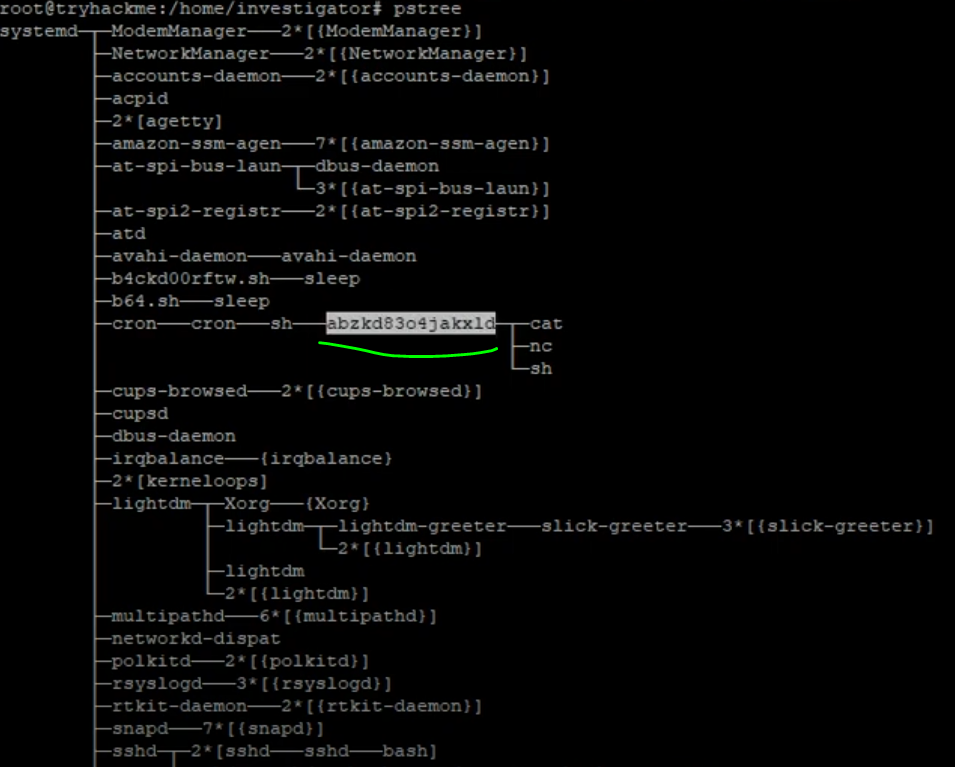 root@tryhackme:/home/investigator# pstree
systemd─┬─ModemManager───2*[{ModemManager}]
        ├─NetworkManager───2*[{NetworkManager}]
        ├─accounts-daemon───2*[{accounts-daemon}]
        ├─acpid
        ├─2*[agetty]
        ├─amazon-ssm-agen───7*[{amazon-ssm-agen}]
        ├─at-spi-bus-laun─┬─dbus-daemon
        │                 └─3*[{at-spi-bus-laun}]
        ├─at-spi2-registr───2*[{at-spi2-registr}]
        ├─atd
        ├─avahi-daemon───avahi-daemon
        ├─b4ckd00rftw.sh───sleep
        ├─b64.sh───sleep
        ├─cron───cron───sh───abzkd83o4jakxld─┬─cat
        │                                    ├─nc
        │                                    └─sh
        ├─cups-browsed───2*[{cups-browsed}]
        ├─cupsd
        ├─dbus-daemon
        ├─irqbalance───{irqbalance}
        ├─2*[kerneloops]
        ├─lightdm─┬─Xorg───{Xorg}
        │         ├─lightdm─┬─lightdm-greeter───slick-greeter───3*[{slick-greeter}]
        │         │         └─2*[{lightdm}]
        │         ├─lightdm
        │         └─2*[{lightdm}]
        ├─multipathd───6*[{multipathd}]
        ├─networkd-dispat
        ├─polkitd───2*[{polkitd}]
        ├─rsyslogd───3*[{rsyslogd}]
        ├─rtkit-daemon───2*[{rtkit-daemon}]
        ├─snapd───7*[{snapd}]
        ├─sshd─┬─2*[sshd───sshd───bash]